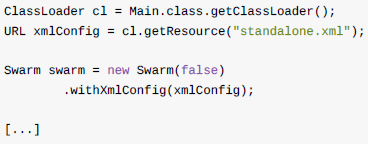 ClassLoader cl = Main.class.getClassLoader();
URL xmlConfig = cl.getResource("standalone.xml");
Swarm swarm = new Swarm(false)
.withXmlConfig(xmlConfig);
[...]